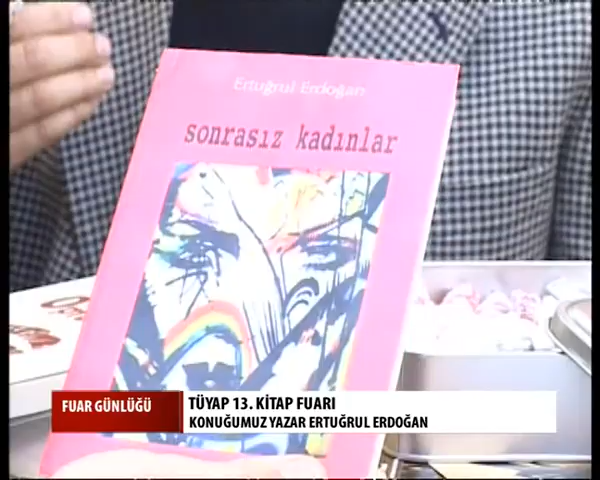 Ertuğrul Erdoğan
sonrasız kadınlar
FUAR GÜNLÜĞÜ
TÜYAP 13. KİTAP FUARI
KONUĞUMUZ YAZAR ERTUĞRUL ERDOĞAN